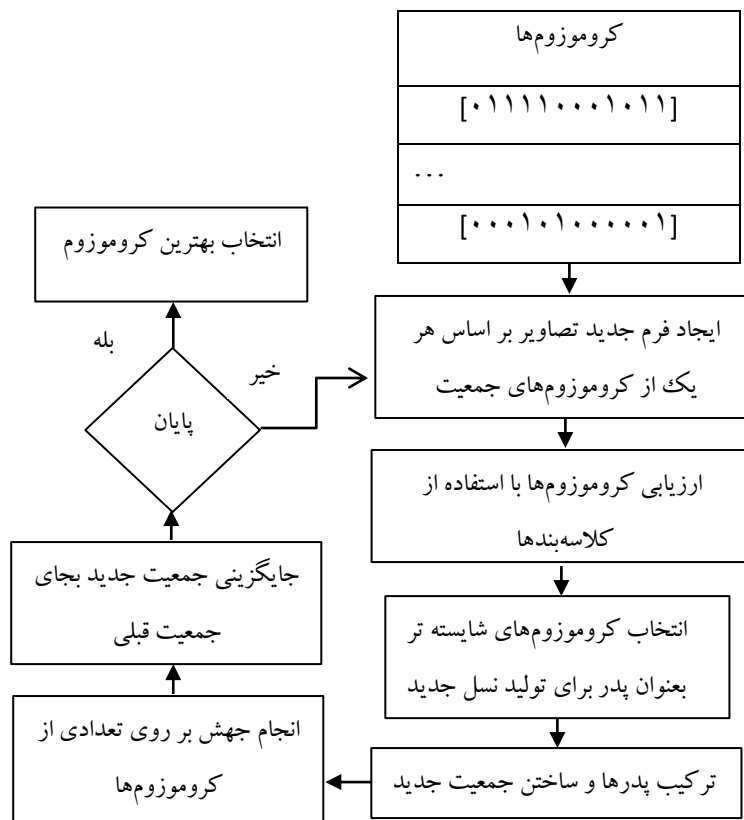 کروموزوم‌ها
[۰۱۱۱۱۰۰۰۱۰۱۱]
...
[۰۰۰۱۰۱۰۰۰۰۰۱]
ایجاد فرم جدید تصاویر بر اساس هر
یک از کروموزوم‌های جمعیت
ارزیابی کروموزوم‌ها با استفاده از
کلاسه‌بندها
انتخاب کروموزوم‌های شایسته تر
بعنوان پدر برای تولید نسل جدید
ترکیب پدرها و ساختن جمعیت جدید
انجام جهش بر روی تعدادی از
کروموزوم‌ها
جایگزینی جمعیت جدید بجای
جمعیت قبلی
پایان
خیر
بله
انتخاب بهترین کروموزوم